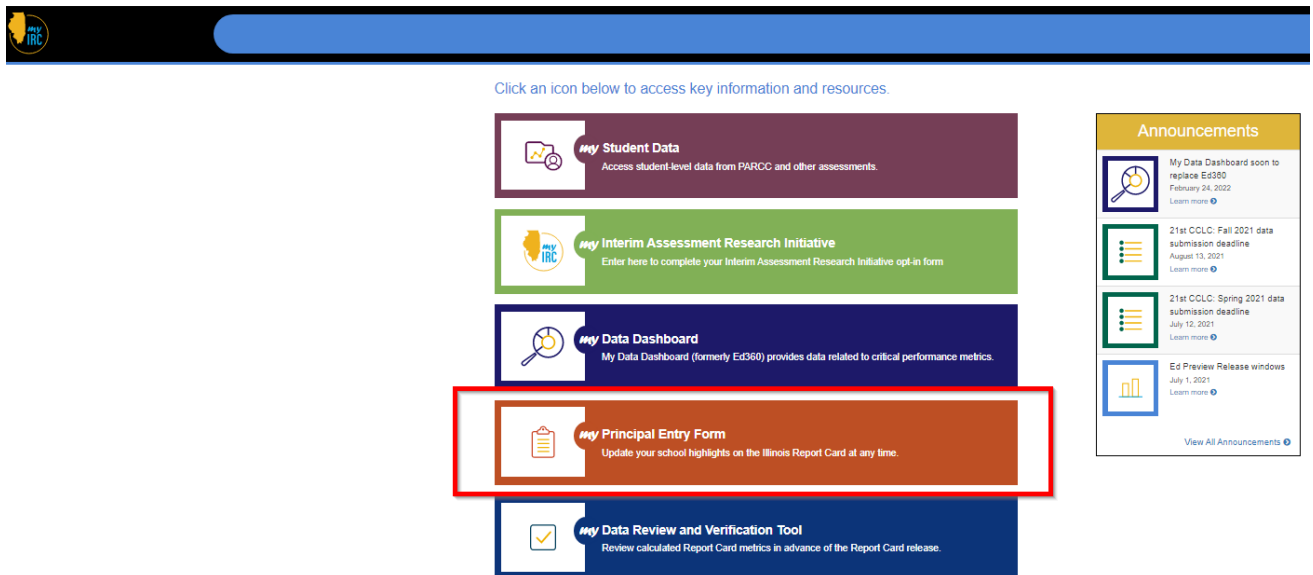 my
IRC
Click an icon below to access key information and resources.
my Student Data
Access student-level data from PARCC and other assessments.
my
IRC
my Interim Assessment Research Initiative
Enter here to complete your Interim Assessment Research Initiative opt-in form
my Data Dashboard
My Data Dashboard (formerly Ed360) provides data related to critical performance metrics.
my Principal Entry Form
Update your school highlights on the Illinois Report Card at any time.
my Data Review and Verification Tool
Review calculated Report Card metrics in advance of the Report Card release.
Announcements
My Data Dashboard soon to
replace Ed360
February 24, 2022
Learn more
21st CCLC: Fall 2021 data
submission deadline
August 13, 2021
Learn more
21st CCLC: Spring 2021 data
submission deadline
July 12, 2021
Learn more
Ed Preview Release windows
July 1, 2021
Learn more
View All Announcements